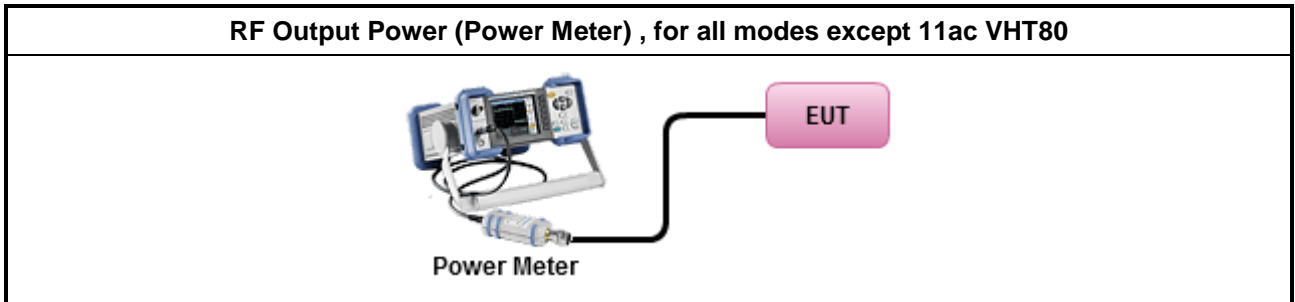 RF Output Power (Power Meter) , for all modes except 11ac VHT80
EUT
Power Meter